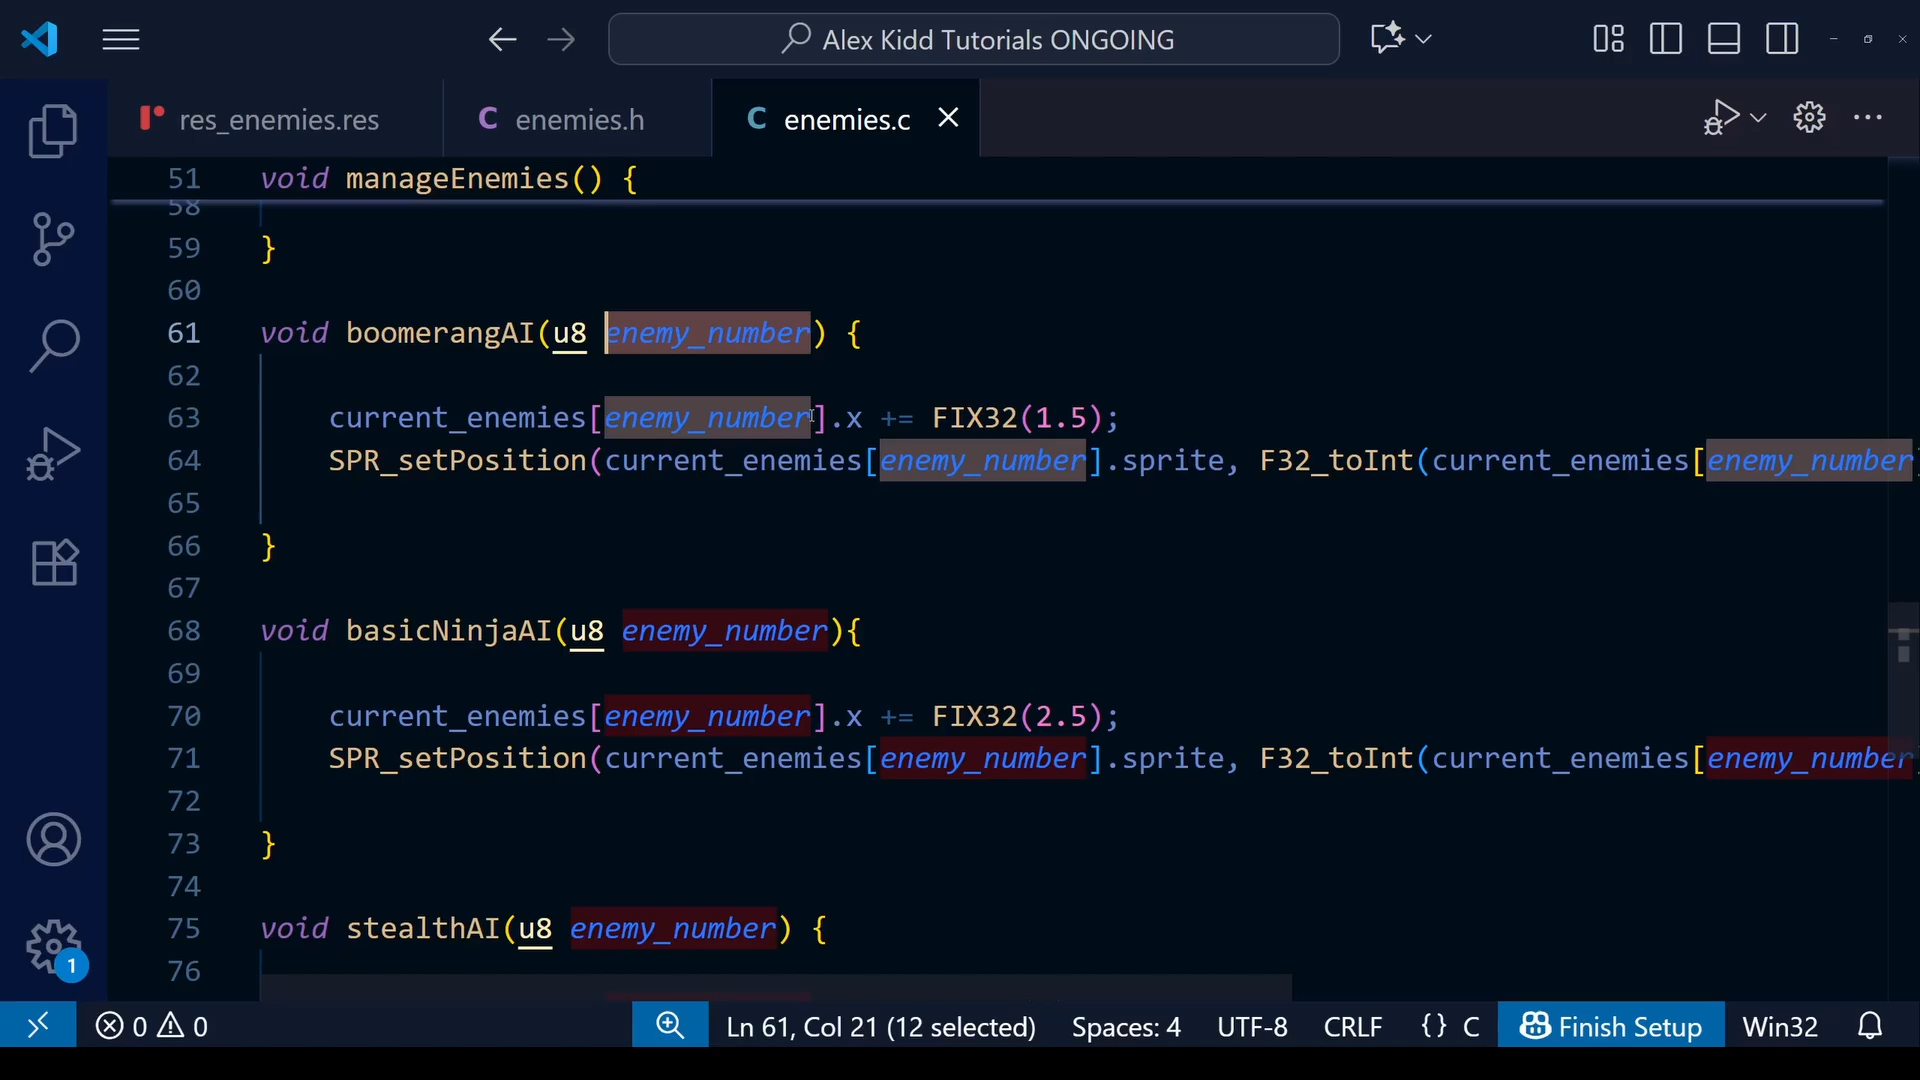 Alex Kidd Tutorials ONGOING
res_enemies.res
C enemies.h
C enemies.c
51 void manageEnemies() {
58
59 }
60
61 void boomerangAI(u8 enemy_number) {
62
63 current_enemies[enemy_number].x += FIX32(1.5);
64 SPR_setPosition(current_enemies[enemy_number].sprite, F32_toInt(current_enemies[enemy_number]
65
66 }
67
68 void basicNinjaAI(u8 enemy_number){
69
70 current_enemies[enemy_number].x += FIX32(2.5);
71 SPR_setPosition(current_enemies[enemy_number].sprite, F32_toInt(current_enemies[enemy_number]
72
73 }
74
75 void stealthAI(u8 enemy_number) {
76
1
0 0 Ln 61, Col 21 (12 selected) Spaces: 4 UTF-8 CRLF {} C Finish Setup Win32